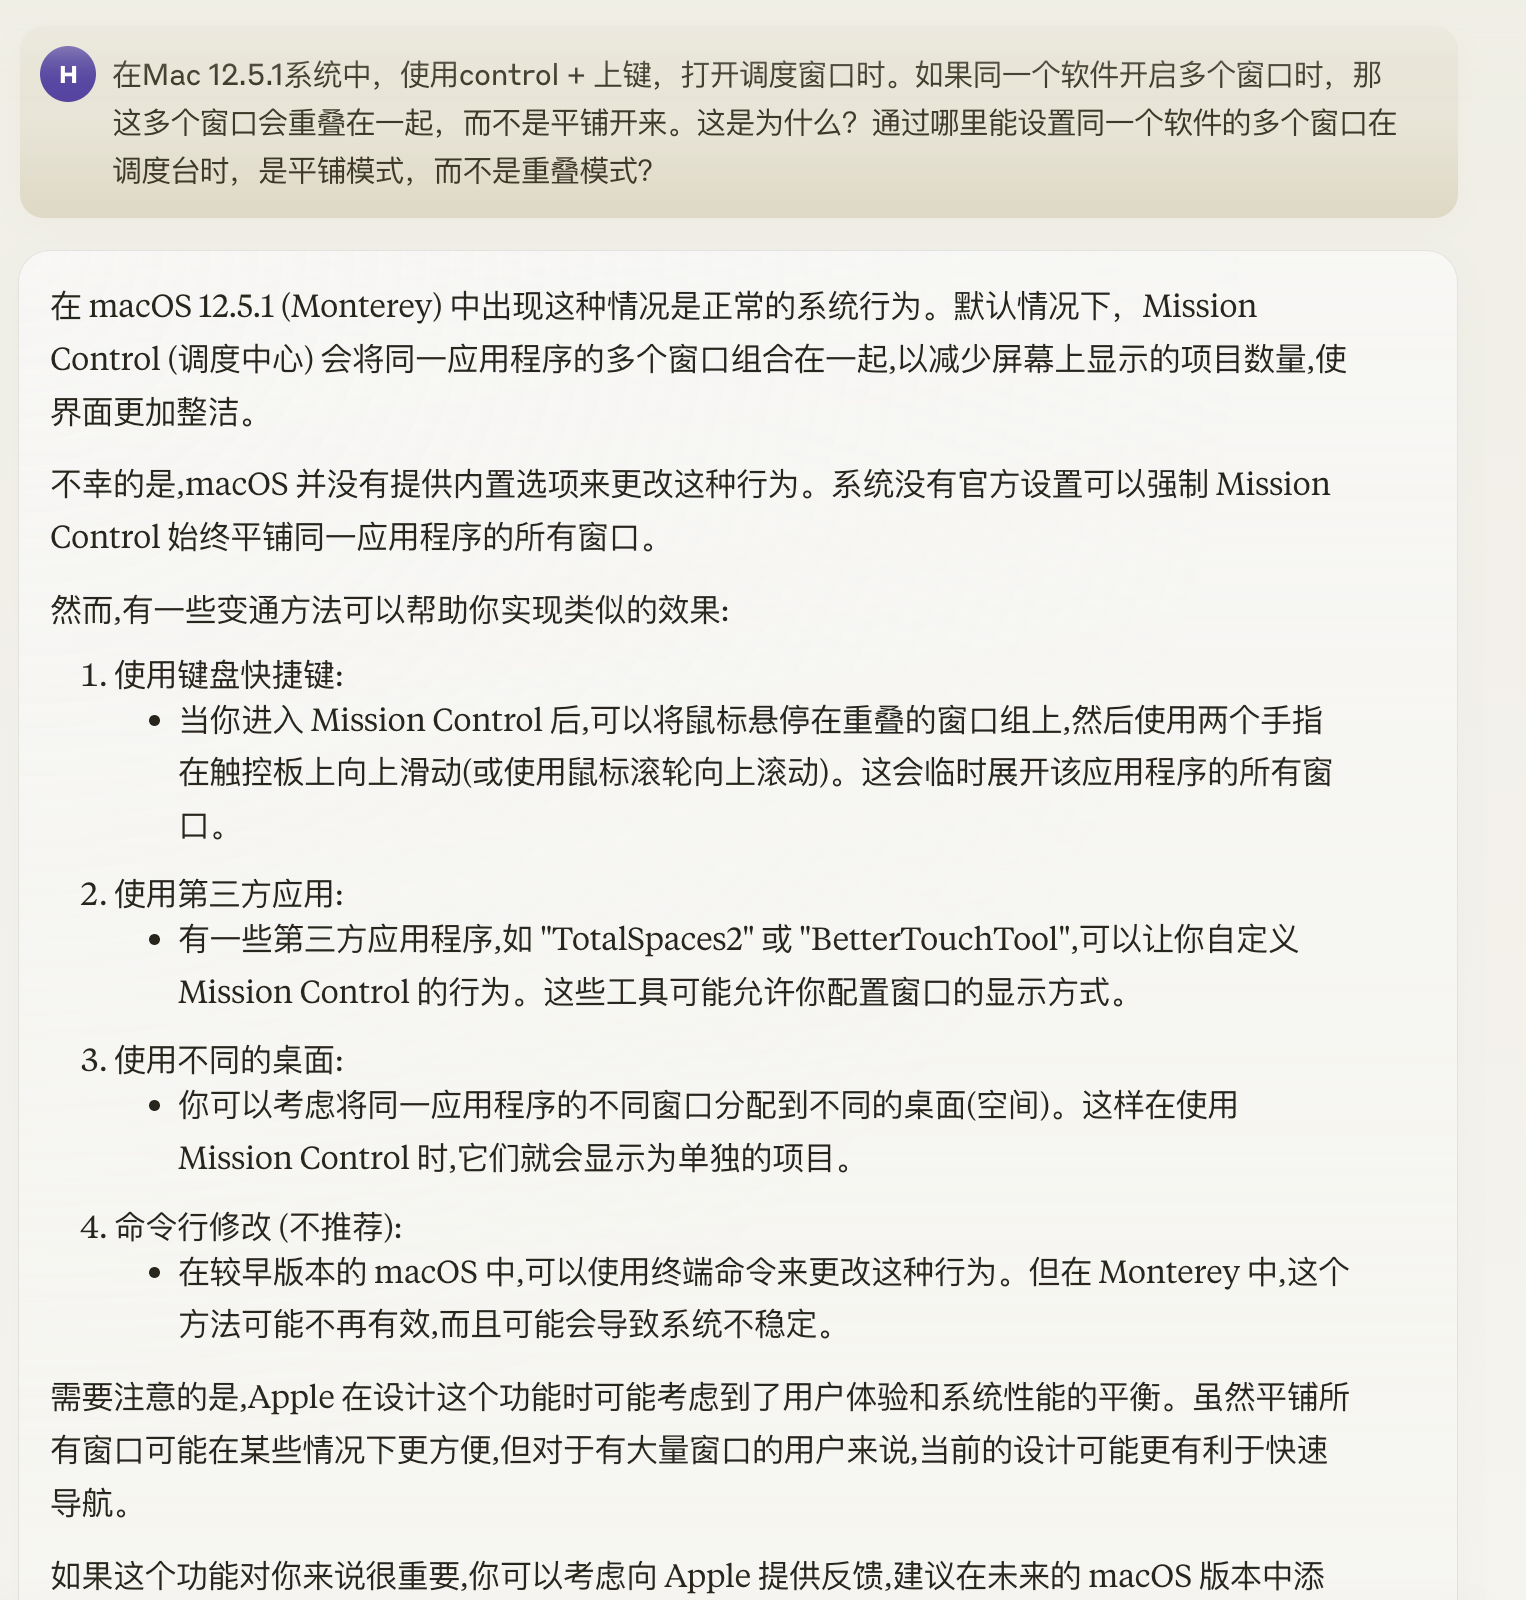 H
在Mac 12.5.1系统中，使用control + 上键，打开调度窗口时。如果同一个软件开启多个窗口时，那
这多个窗口会重叠在一起，而不是平铺开来。这是为什么？通过哪里能设置同一个软件的多个窗口在
调度台时，是平铺模式，而不是重叠模式？
在 macOS 12.5.1 (Monterey) 中出现这种情况是正常的系统行为。默认情况下，Mission
Control (调度中心) 会将同一应用程序的多个窗口组合在一起,以减少屏幕上显示的项目数量,使
界面更加整洁。
不幸的是,macOS 并没有提供内置选项来更改这种行为。系统没有官方设置可以强制 Mission
Control 始终平铺同一应用程序的所有窗口。
然而,有一些变通方法可以帮助你实现类似的效果:
1. 使用键盘快捷键:
• 当你进入 Mission Control 后,可以将鼠标悬停在重叠的窗口组上,然后使用两个手指
在触控板上向上滑动(或使用鼠标滚轮向上滚动)。这会临时展开该应用程序的所有窗
口。
2. 使用第三方应用:
• 有一些第三方应用程序,如 "TotalSpaces2" 或 "BetterTouchTool",可以让你自定义
Mission Control 的行为。这些工具可能允许你配置窗口的显示方式。
3. 使用不同的桌面:
• 你可以考虑将同一应用程序的不同窗口分配到不同的桌面(空间)。这样在使用
Mission Control 时,它们就会显示为单独的项目。
4. 命令行修改 (不推荐):
• 在较早版本的 macOS 中,可以使用终端命令来更改这种行为。但在 Monterey 中,这个
方法可能不再有效,而且可能会导致系统不稳定。
需要注意的是,Apple 在设计这个功能时可能考虑到了用户体验和系统性能的平衡。虽然平铺所
有窗口可能在某些情况下更方便,但对于有大量窗口的用户来说,当前的设计可能更有利于快速
导航。
如果这个功能对你来说很重要,你可以考虑向 Apple 提供反馈,建议在未来的 macOS 版本中添